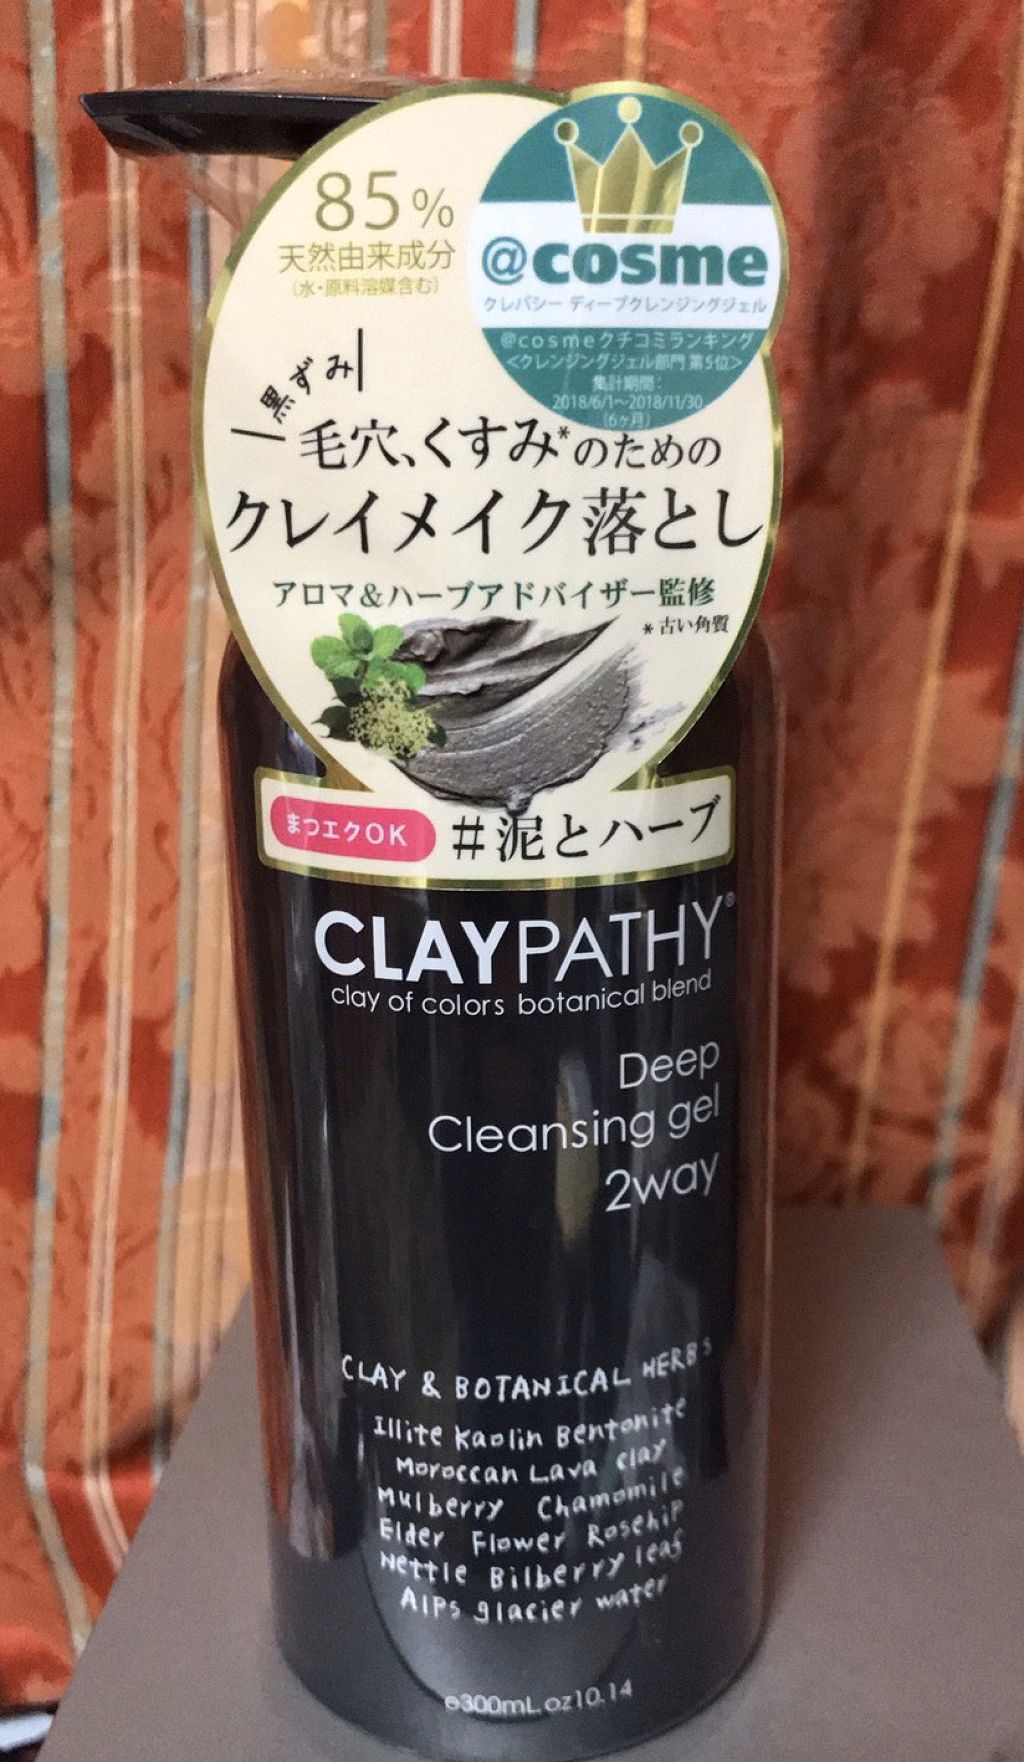 85%
天然由来成分
(水・原料溶媒含む)
@cosme
クレパシー ディープクレンジングジェル
@cosmeクチコミランキング
<クレンジングジェル部門 第5位>
集計期間:
2018/6/1~2018/11/30
(6ヶ月)
黒ずみ
毛穴、くすみ*のための
クレイメイク落とし
アロマ&ハーブアドバイザー監修
*古い角質
まつエクOK
#泥とハーブ
CLAYPATHY®
clay of colors botanical blend
Deep
Cleansing gel
2way
CLAY & BOTANICAL HERBS
Illite Kaolin Bentonite
Moroccan Lava clay
Mulberry Chamomile
Elder Flower Rosehip
Nettle Bilberry leaf
Alps glacier water
℮300mL oz10.14